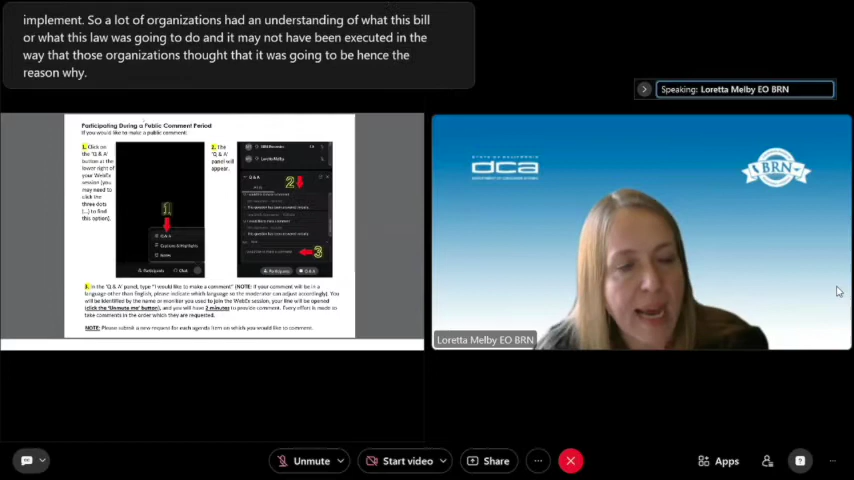 implement. So a lot of organizations had an understanding of what this bill
or what this law was going to do and it may not have been executed in the
way that those organizations thought that it was going to be hence the
reason why.
Speaking: Loretta Melby EO BRN
Participating During a Public Comment Period
If you would like to make a public comment:
1. Click on
the 'Q & A'
button at the
lower right of
your WebEx
session (you
may need to
click the
three dots
(...) to find
this option).
1
2. The
'Q & A'
panel will
appear.
2
3
3. In the 'Q & A' panel, type "I would like to make a comment" (NOTE: If your comment will be in a
language other than English, please indicate which language so the moderator can adjust accordingly). You
will be identified by the name or moniker you used to join the WebEx session, your line will be opened
(click the 'Unmute me' button), and you will have 2 minutes to provide comment. Every effort is made to
take comments in the order which they are requested.
NOTE: Please submit a new request for each agenda item on which you would like to comment.
dca
BRN
Loretta Melby EO BRN
Unmute
Start video
Share
Apps